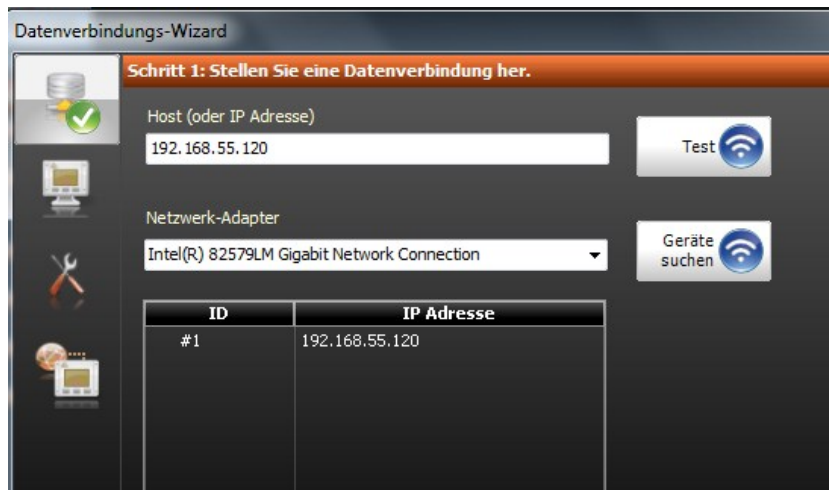 Datenverbindungs-Wizard
Schritt 1: Stellen Sie eine Datenverbindung her.
Host (oder IP Adresse)
192.168.55.120
Test
Netzwerk-Adapter
Intel(R) 82579LM Gigabit Network Connection
Geräte
suchen
ID IP Adresse
#1 192.168.55.120